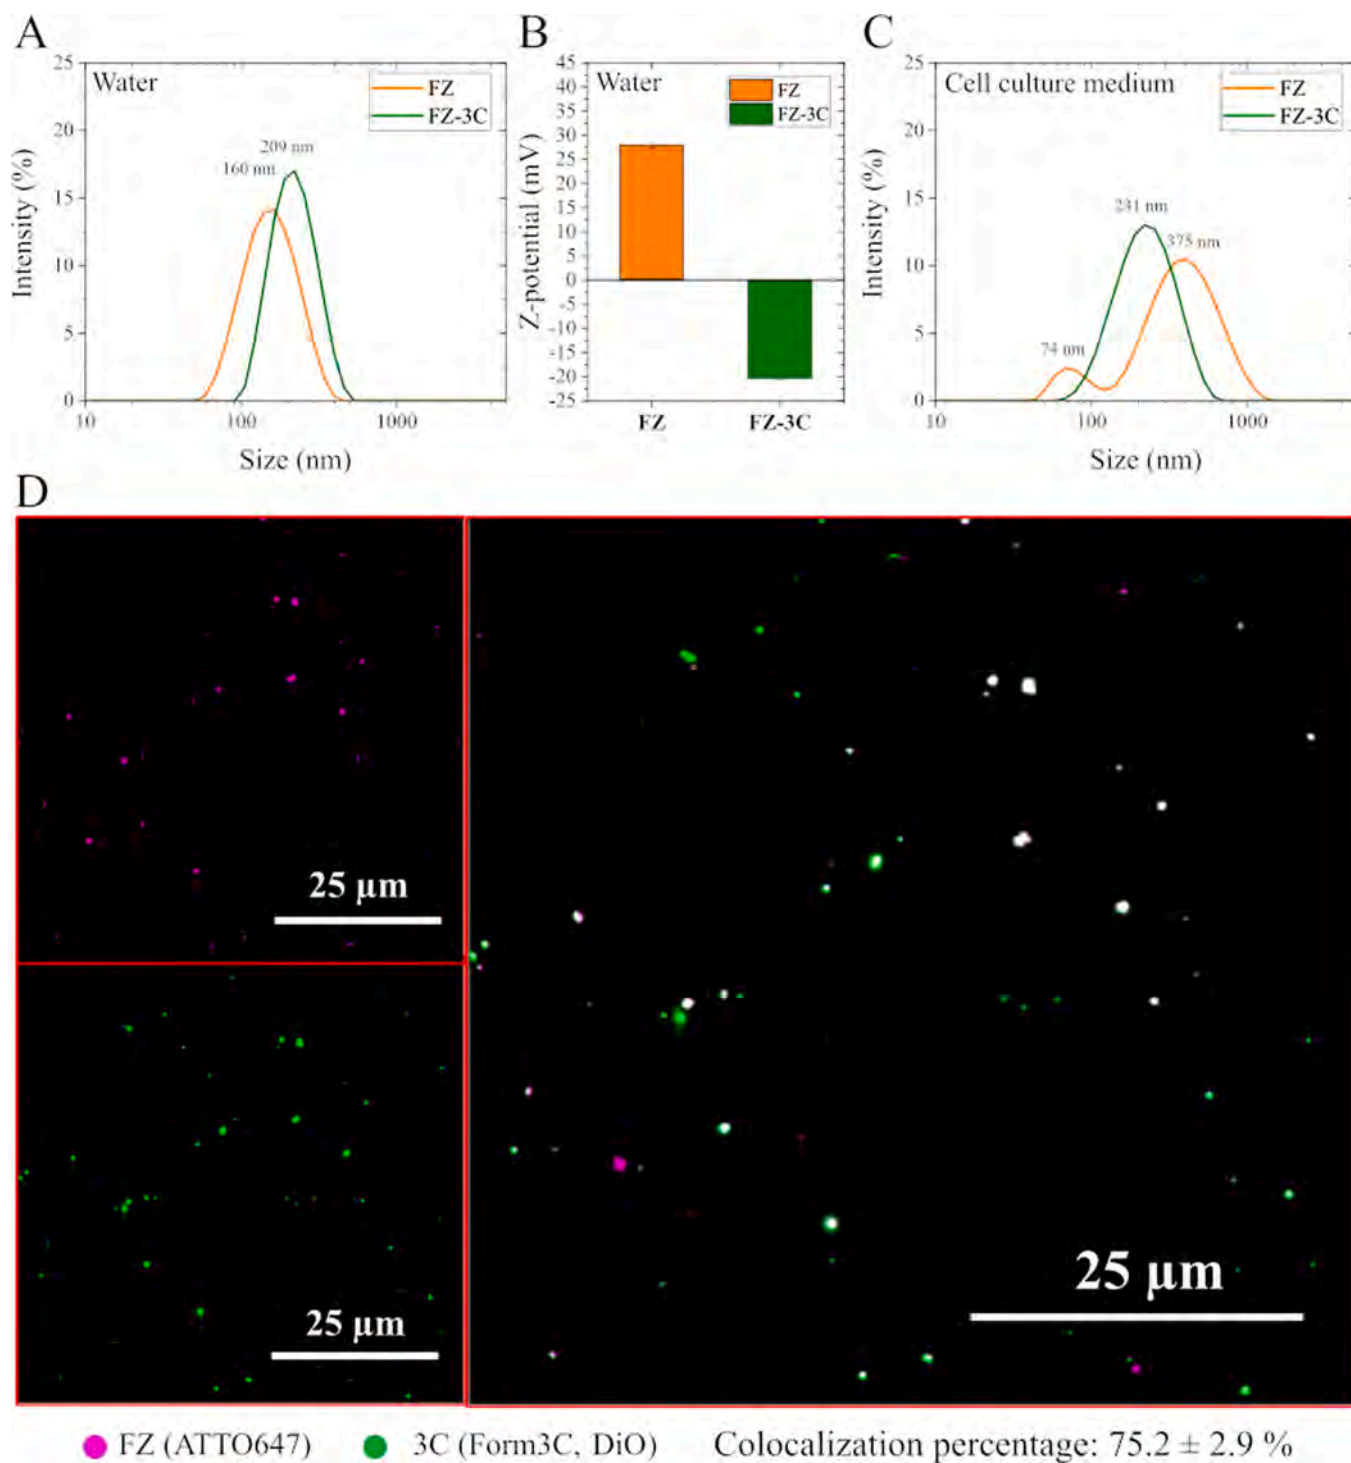 A
B
C
25
20
15
10
5
0
Intensity (%)
Water
FZ
FZ-3C
209 nm
160 nm
10
100
1000
Size (nm)
45
40
35
30
25
20
15
10
5
0
-5
-10
-15
-20
-25
Z-potential (mV)
Water
FZ
FZ-3C
FZ
FZ-3C
25
20
15
10
5
0
Intensity (%)
Cell culture medium
FZ
FZ-3C
231 nm
375 nm
74 nm
10
100
1000
Size (nm)
D
25 µm
25 µm
25 µm
FZ (ATTO647)
3C (Form3C, DiO)
Colocalization percentage: 75.2 ± 2.9 %